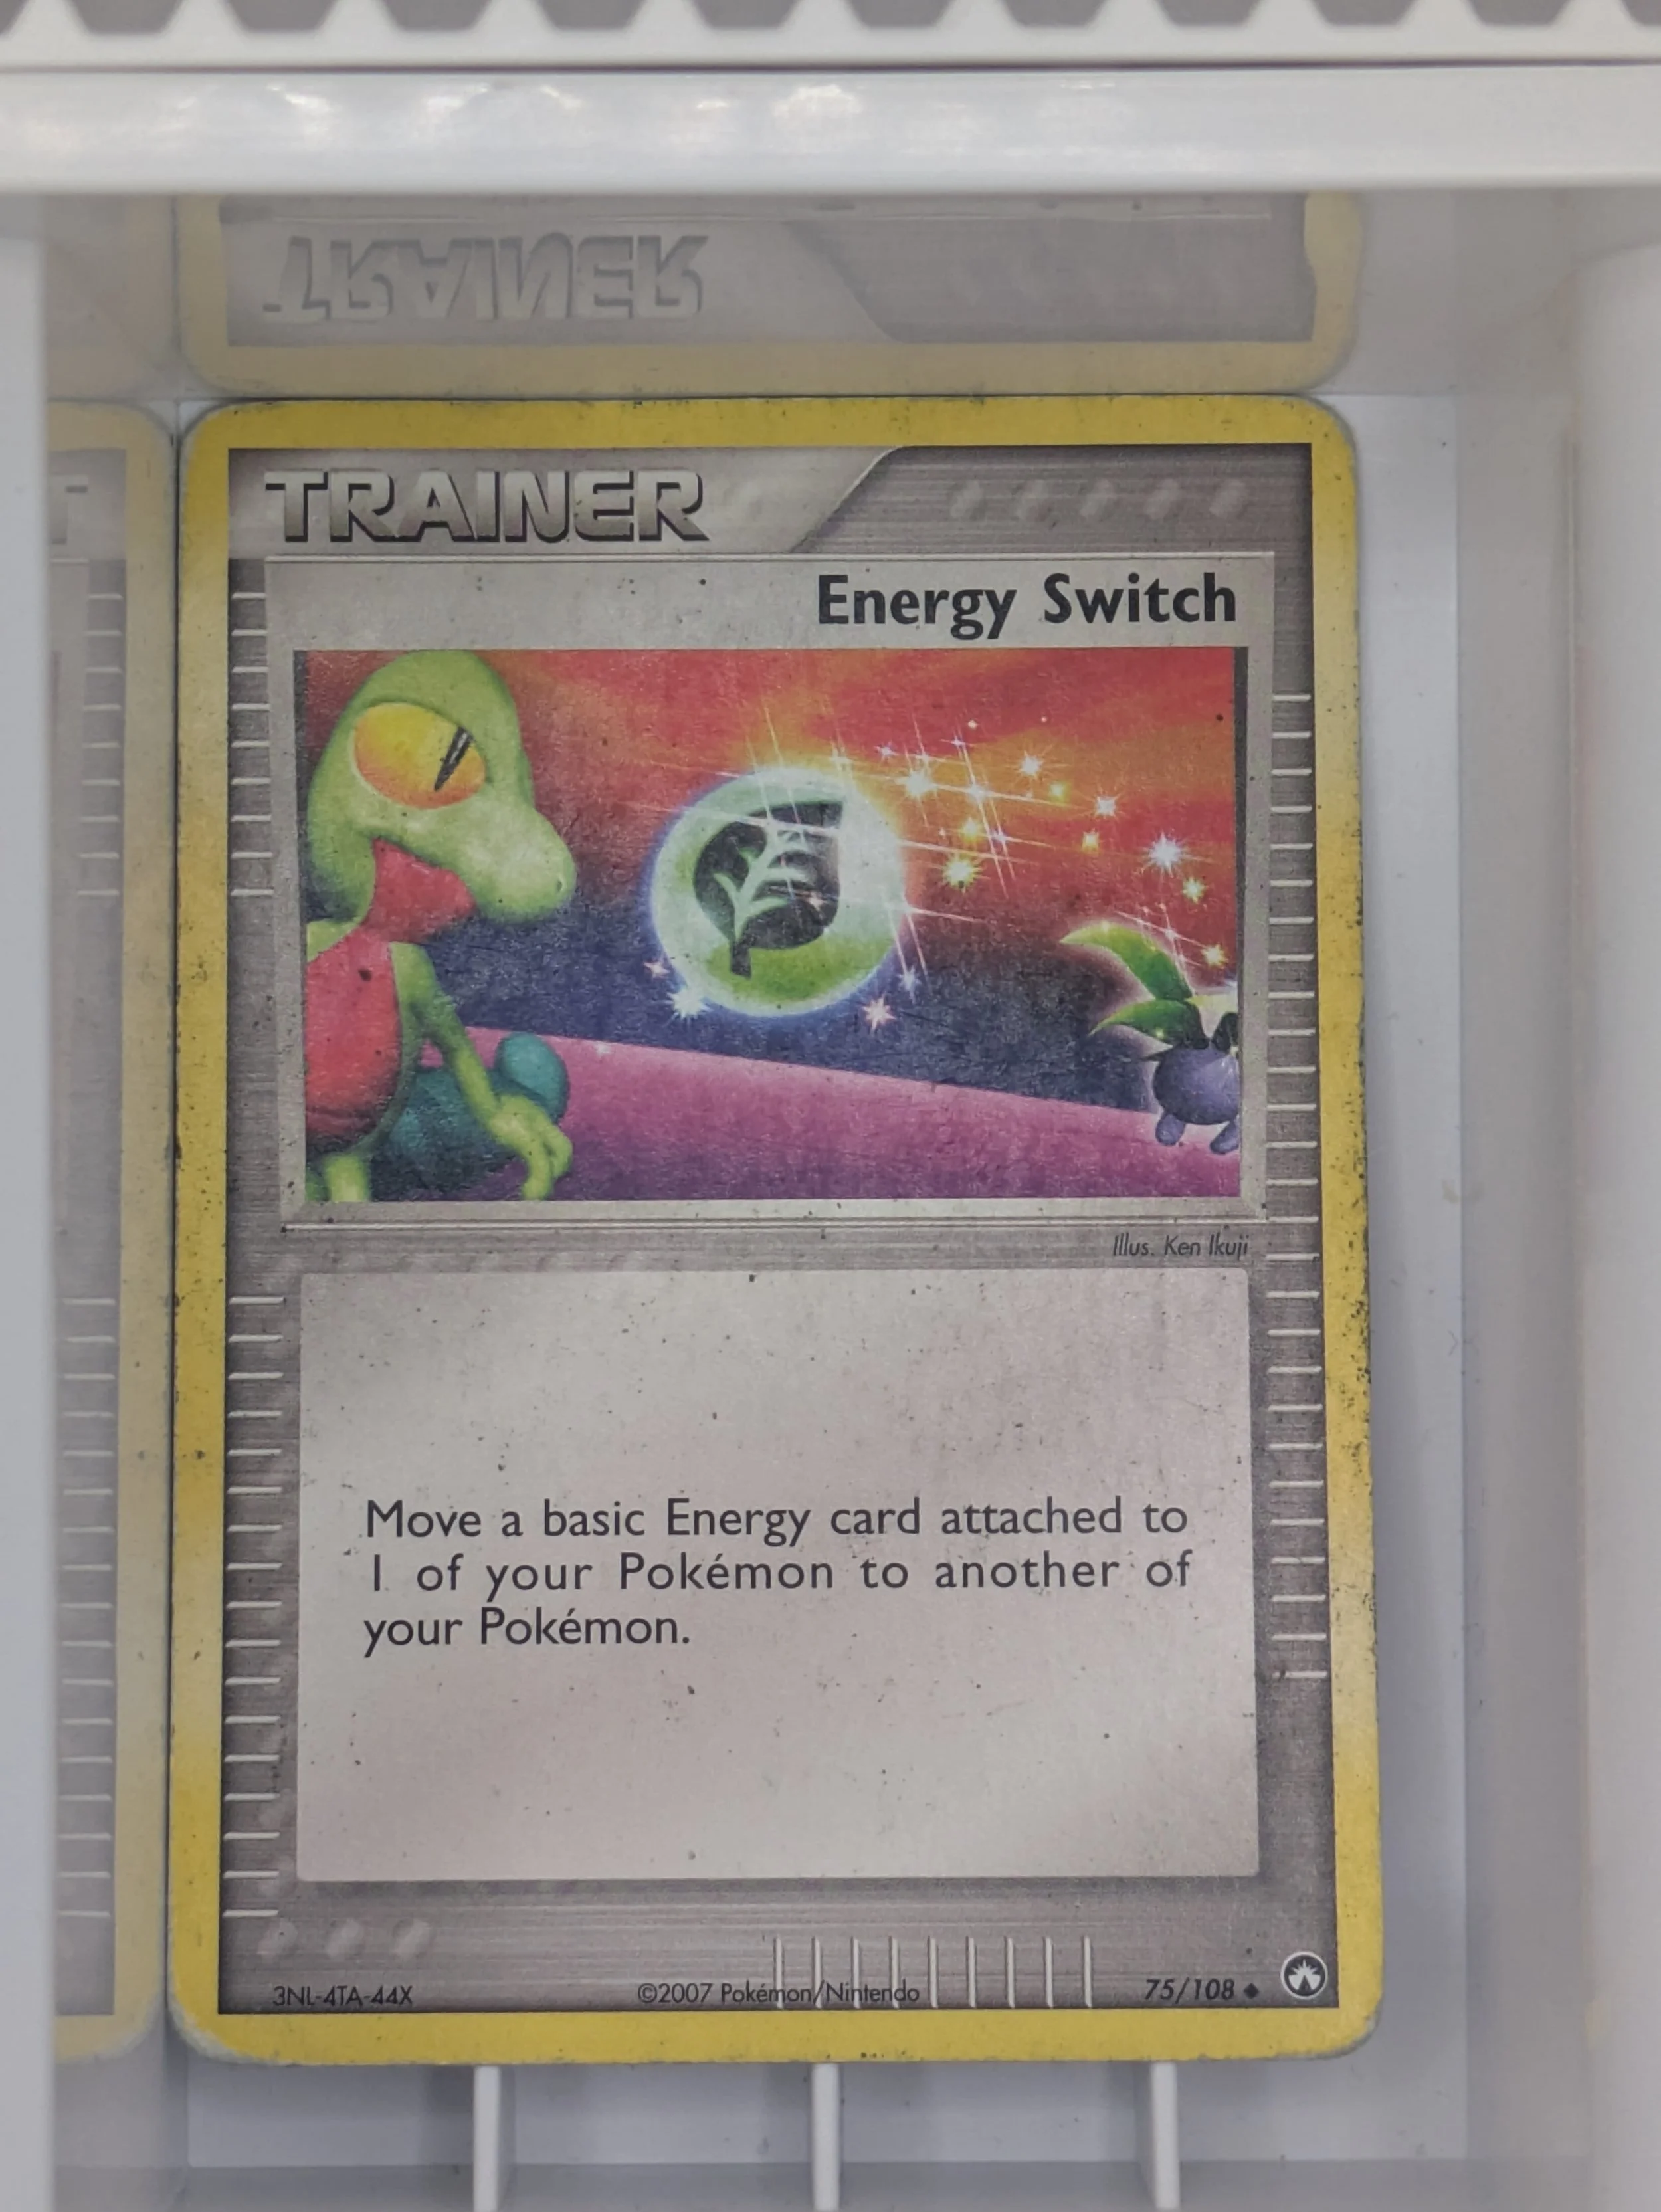 TRAINER
TRAINER
Energy Switch
Illus. Ken Ikuji
Move a basic Energy card attached to
1 of your Pokémon to another of
your Pokémon.
3NL-4TA-44X
©2007 Pokémon/Nintendo
75/108